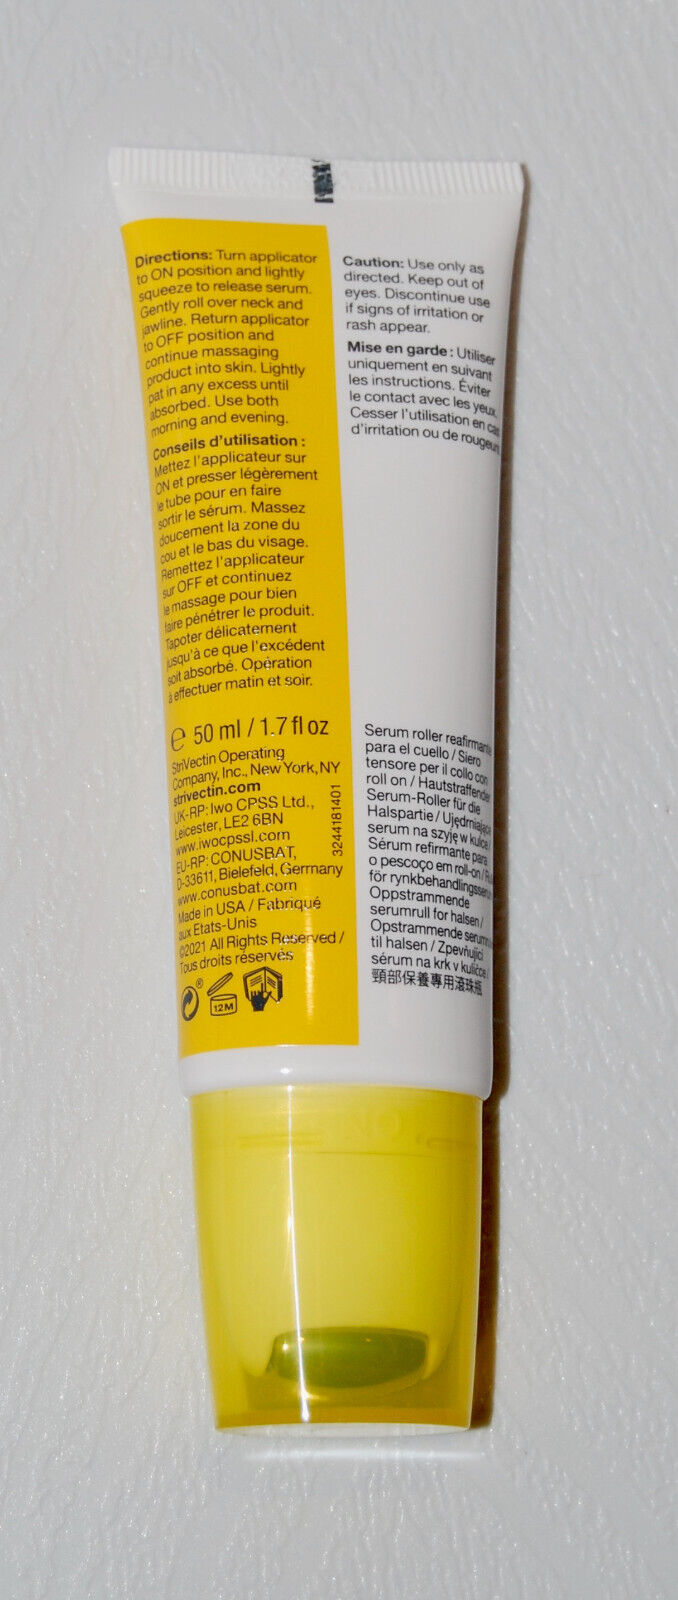 Directions: Turn applicator
to ON position and lightly
squeeze to release serum.
Gently roll over neck and
jawline. Return applicator
to OFF position and
continue massaging
product into skin. Lightly
pat in any excess until
absorbed. Use both
morning and evening.
Conseils d'utilisation :
Mettez l'applicateur sur
ON et presser légèrement
le tube pour en faire
sortir le sérum. Massez
doucement la zone du
cou et le bas du visage.
Remettez l'applicateur
sur OFF et continuez
le massage pour bien
faire pénétrer le produit.
Tapoter délicatement
jusqu'à ce que l'excédent
soit absorbé. Opération
à effectuer matin et soir.
℮ 50 ml / 1.7 fl oz
StriVectin Operating
Company, Inc., New York, NY
strivectin.com
UK-RP: Iwo CPSS Ltd.,
Leicester, LE2 6BN
www.iwocpssl.com
EU-RP: CONUSBAT,
D-33611, Bielefeld, Germany
www.conusbat.com
Made in USA / Fabriqué
aux Etats-Unis
©2021 All Rights Reserved /
Tous droits réservés
®
12M
3244181401
Caution: Use only as
directed. Keep out of
eyes. Discontinue use
if signs of irritation or
rash appear.
Mise en garde : Utiliser
uniquement en suivant
les instructions. Éviter
le contact avec les yeux.
Cesser l'utilisation en cas
d'irritation ou de rougeurs
Serum roller reafirmante
para el cuello / Siero
tensore per il collo con
roll on / Hautstraffender
Serum-Roller für die
Halspartie / Ujędrniające
serum na szyję w kulce /
Sérum refirmante para
o pescoço em roll-on /
för rynkbehandlingsserum
Oppstrammende
serumrull for halsen /
Opstrammende serumrulle
til halsen / Zpevňující
sérum na krk v kuličce /
頸部保養專用滾珠瓶